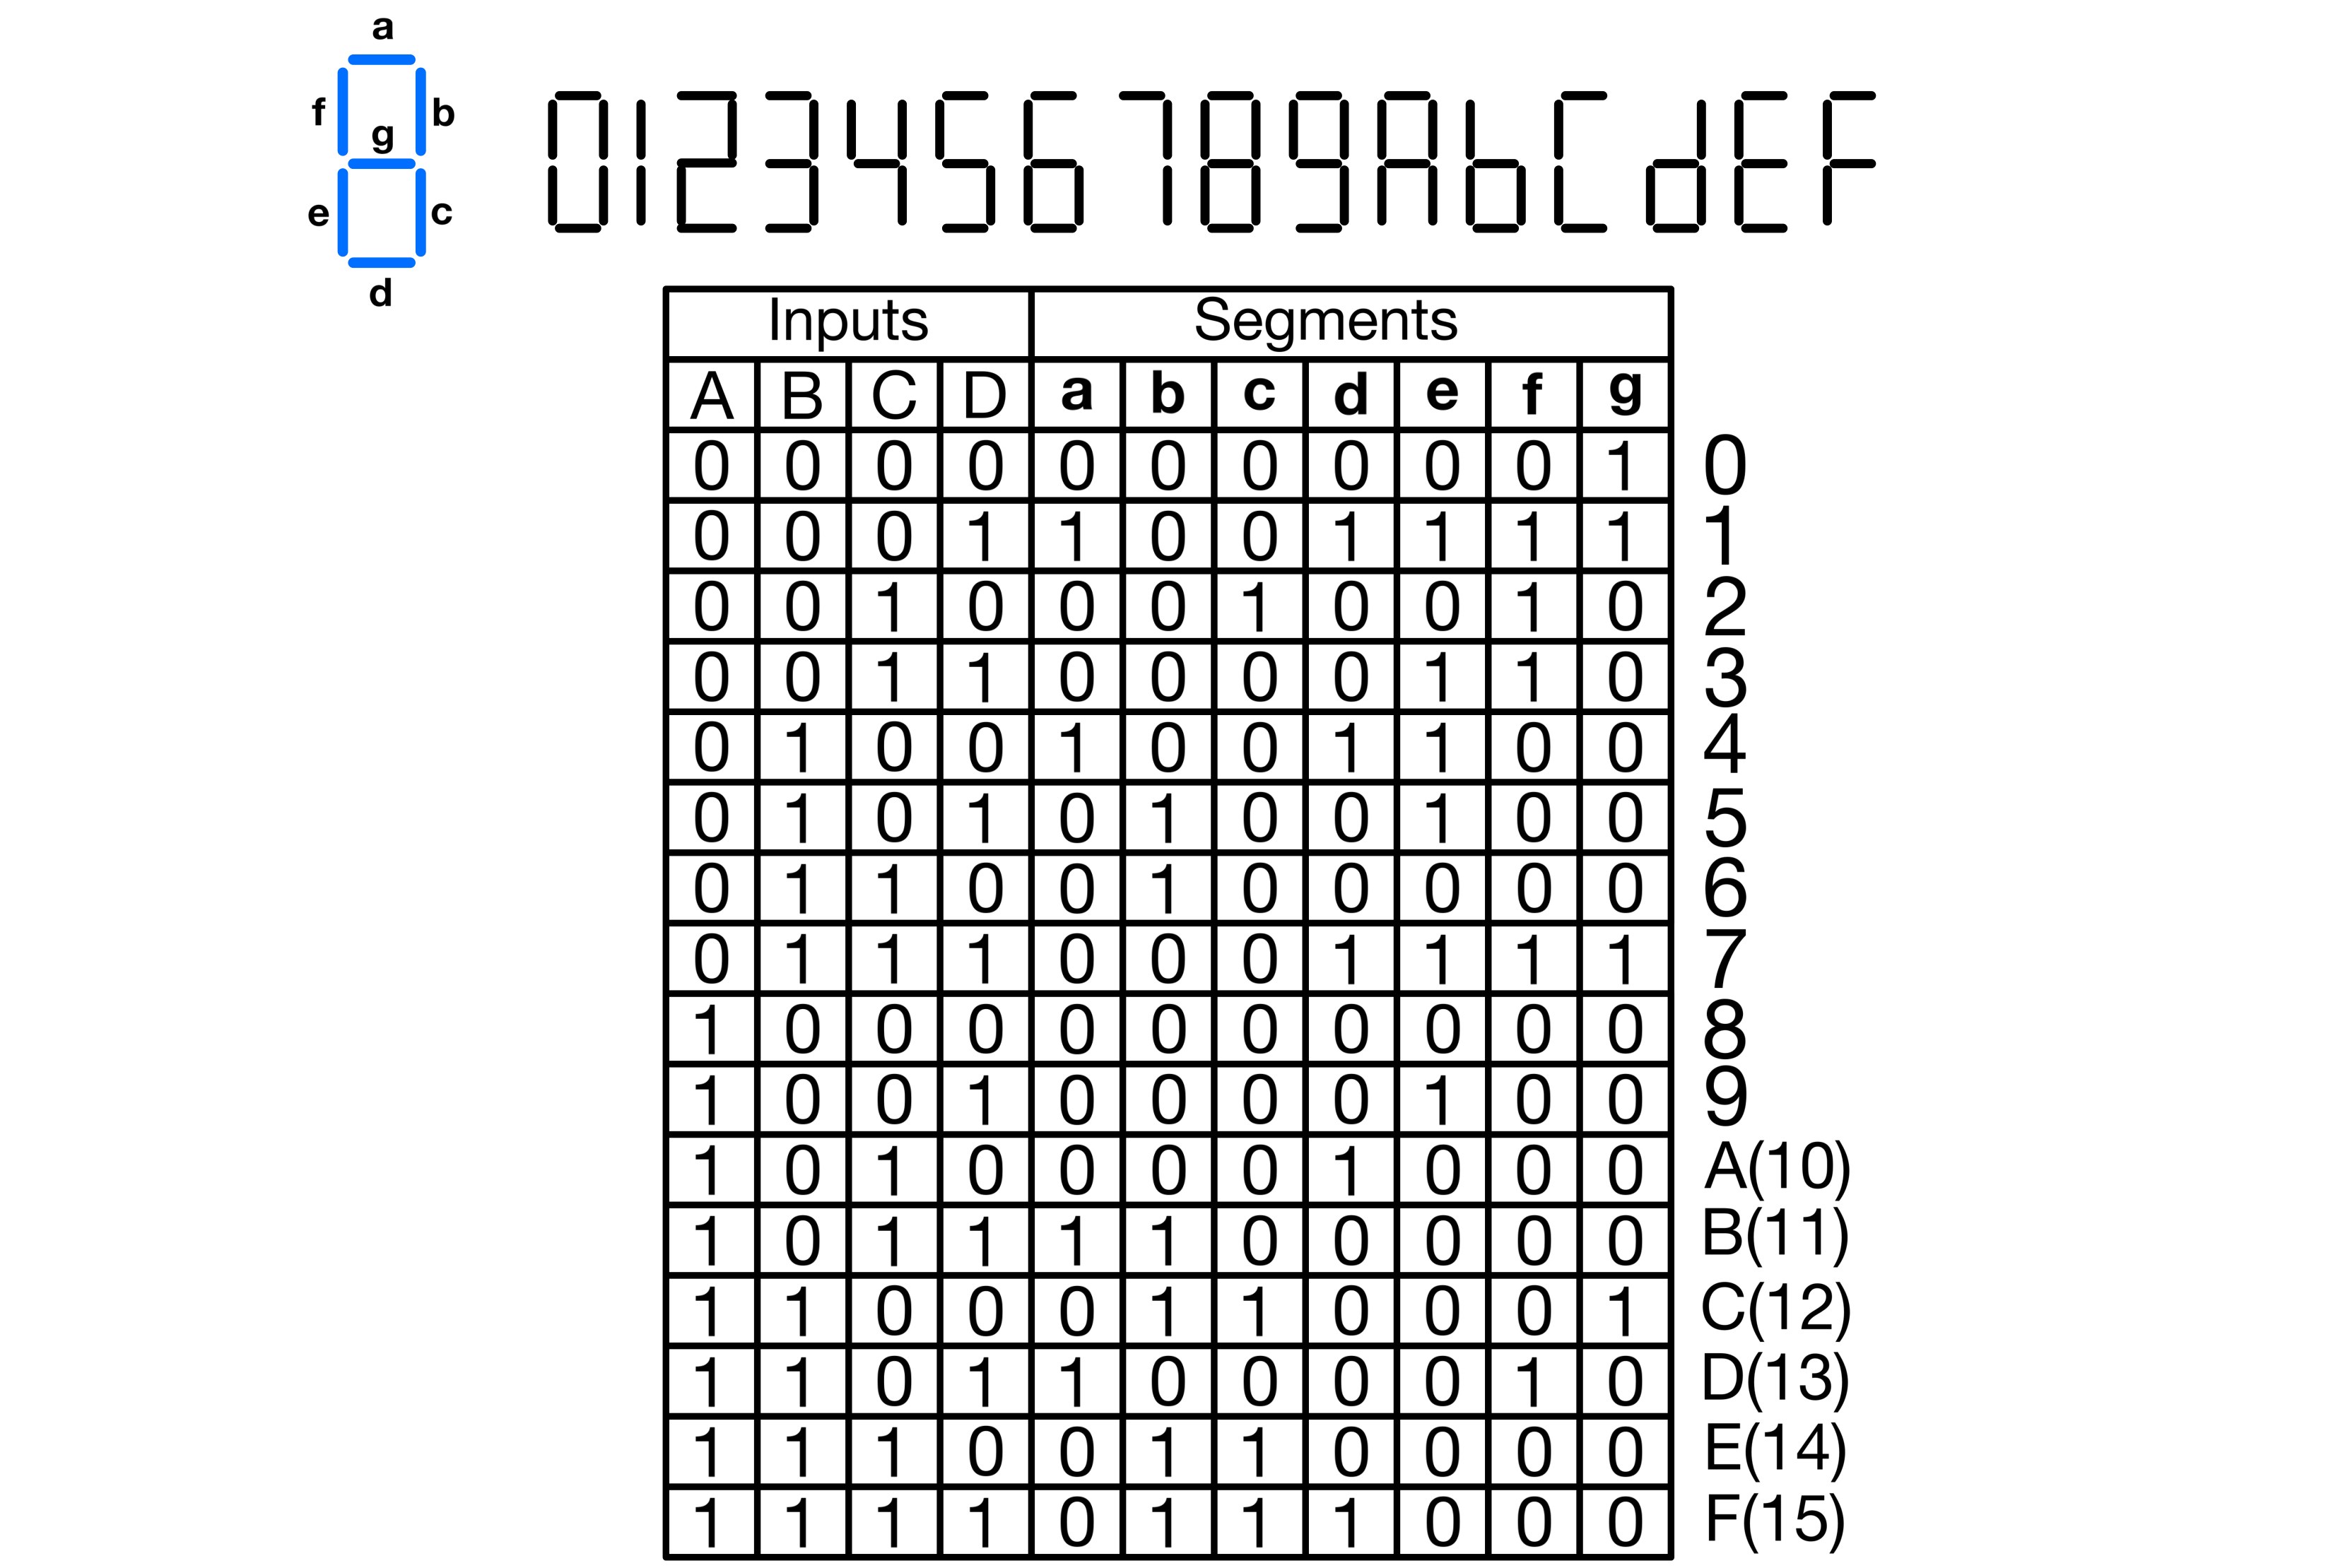 a
f b
g
e c
d
0123456789AbCdEF
Inputs Segments
A B C D a b c d e f g
0 0 0 0 0 0 0 0 0 0 1 0
0 0 0 1 1 0 0 1 1 1 1 1
0 0 1 0 0 0 1 0 0 1 0 2
0 0 1 1 0 0 0 0 1 1 0 3
0 1 0 0 1 0 0 1 1 0 0 4
0 1 0 1 0 1 0 0 1 0 0 5
0 1 1 0 0 1 0 0 0 0 0 6
0 1 1 1 0 0 0 1 1 1 1 7
1 0 0 0 0 0 0 0 0 0 0 8
1 0 0 1 0 0 0 0 1 0 0 9
1 0 1 0 0 0 0 1 0 0 0 A(10)
1 0 1 1 1 1 0 0 0 0 0 B(11)
1 1 0 0 0 1 1 0 0 0 1 C(12)
1 1 0 1 1 0 0 0 0 1 0 D(13)
1 1 1 0 0 1 1 0 0 0 0 E(14)
1 1 1 1 0 1 1 1 0 0 0 F(15)